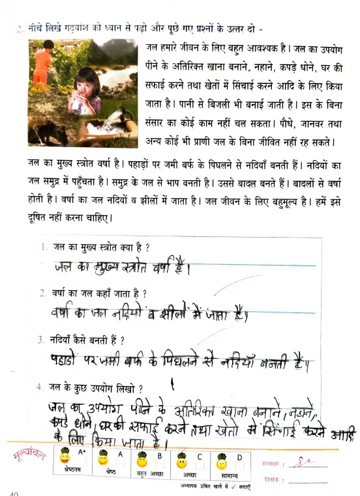 2. नीचे लिखे गद्यांश को ध्यान से पढ़ो और पूछे गए प्रश्नों के उत्तर दो -
जल हमारे जीवन के लिए बहुत आवश्यक है। जल का उपयोग
पीने के अतिरिक्त खाना बनाने, नहाने, कपड़े धोने, घर की
सफाई करने तथा खेतों में सिंचाई करने आदि के लिए किया
जाता है। पानी से बिजली भी बनाई जाती है। इस के बिना
संसार का कोई काम नहीं चल सकता। पौधे, जानवर तथा
अन्य कोई भी प्राणी जल के बिना जीवित नहीं रह सकते।
जल का मुख्य स्त्रोत वर्षा है। पहाड़ों पर जमी बर्फ के पिघलने से नदियाँ बनती हैं। नदियों का
जल समुद्र में पहुँचता है। समुद्र के जल से भाप बनती है। उससे बादल बनते हैं। बादलों से वर्षा
होती है। वर्षा का जल नदियों व झीलों में जाता है। जल जीवन के लिए बहुमूल्य है। हमें इसे
दूषित नहीं करना चाहिए।
1. जल का मुख्य स्त्रोत क्या है ?
जल का मुख्य स्त्रोत वर्षा है।
2. वर्षा का जल कहाँ जाता है ?
वर्षा का जल नदियों व झीलों में जाता है।
3. नदियाँ कैसे बनती हैं ?
पहाडो पर जमी बर्फ के पिघलने से नदियाँ बनती हैं।
4. जल के कुछ उपयोग लिखो ?
जल का उपयोग पीने के अतिरिक्त खाना बनाने, नहाने,
कपडे धोने, घर की सफाई करने तथा खेतो में सिंचाई करने आदि
के लिए किया जाता है।
मूल्यांकन
A+ A B C D
श्रेष्ठतम श्रेष्ठ बहुत अच्छा अच्छा सामान्य
अध्यापक उचित खाने में ✓ लगाएँ
हस्ताक्षर
दिनांक
40